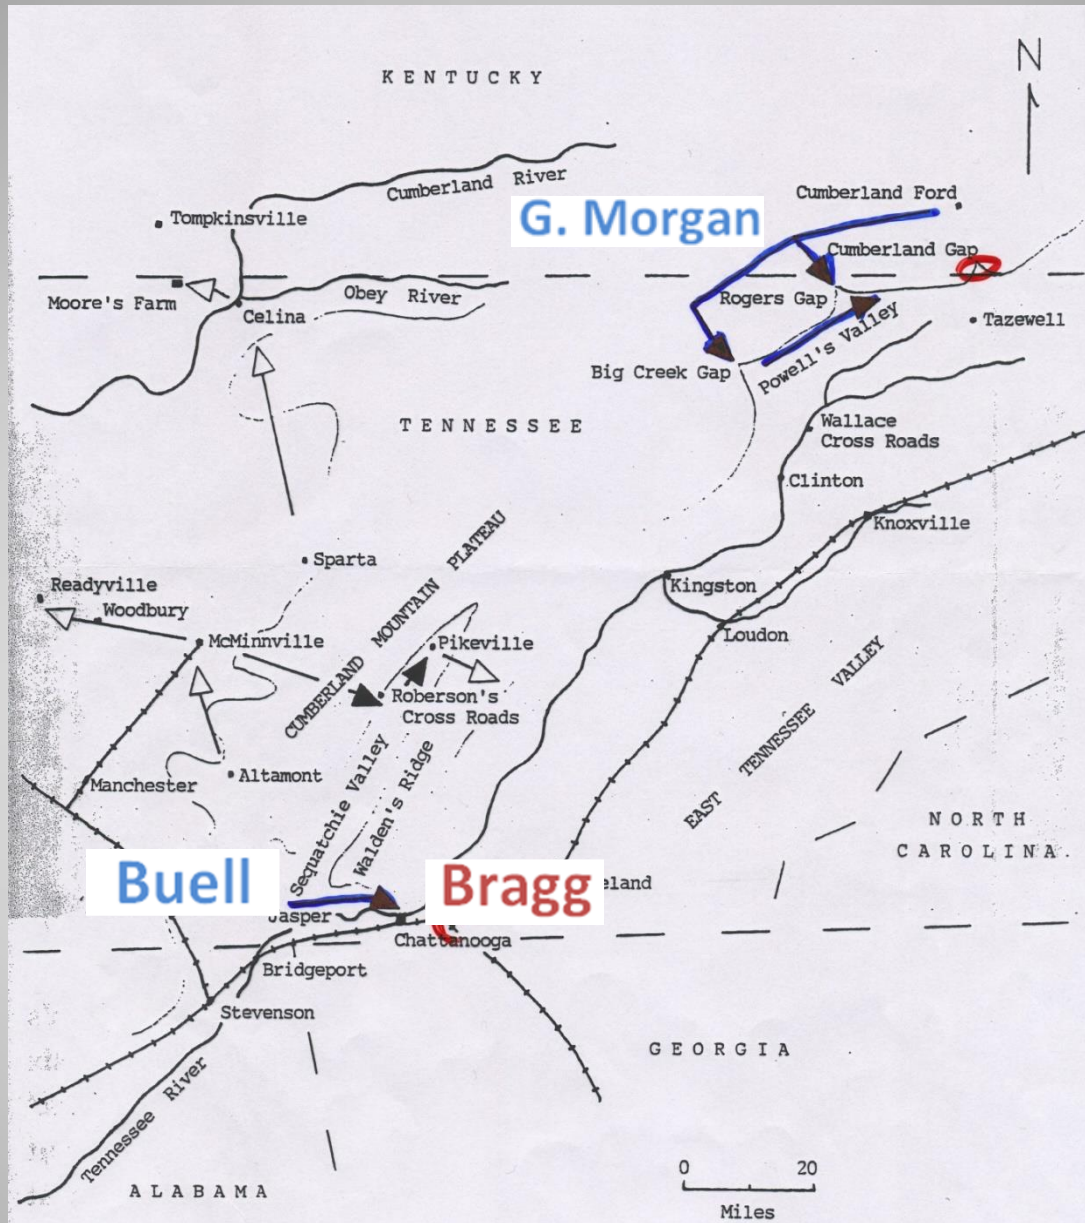 KENTUCKY
N
Cumberland River
Cumberland Ford
Tompkinsville
G. Morgan
Cumberland Gap
Moore's Farm
Obey River
Rogers Gap
Celina
Tazewell
Powell's Valley
Big Creek Gap
TENNESSEE
Wallace
Cross Roads
Clinton
Knoxville
Sparta
CUMBERLAND MOUNTAIN PLATEAU
Readyville
Woodbury
Kingston
McMinnville
Pikeville
Loudon
Roberson's
Cross Roads
EAST TENNESSEE VALLEY
Altamont
Manchester
Sequatchie Valley
Walden's Ridge
NORTH
CAROLINA
Buell
Bragg
eland
Jasper
Chattanooga
Bridgeport
Stevenson
GEORGIA
Tennessee River
ALABAMA
0 20
Miles